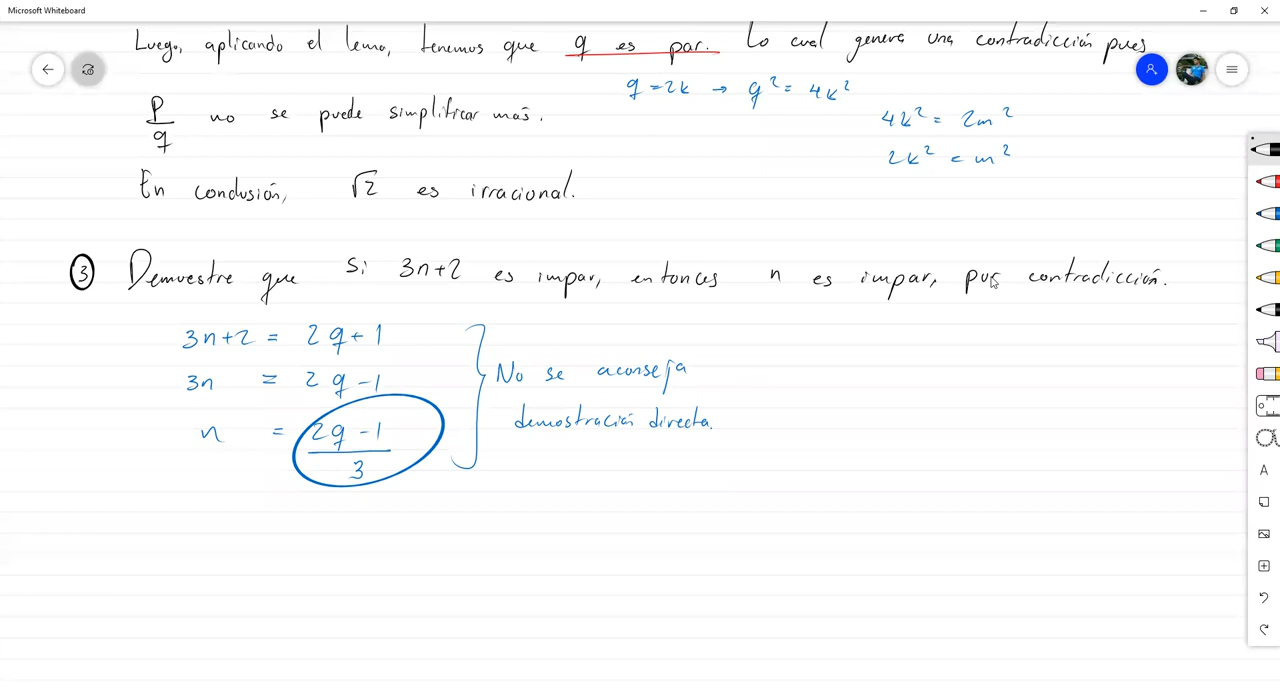 Microsoft Whiteboard
Luego, aplicando el lema, tenemos que q es par. Lo cual genera una contradicción pues
q = 2k → q² = 4k²
4k² = 2m²
p/q no se puede simplificar más.
2k² = m²
En conclusión, √2 es irracional.
③ Demuestre que si 3n+2 es impar, entonces n es impar, por contradicción.
3n+2 = 2q+1
3n = 2q-1
No se aconseja
demostración directa.
n = 2q-1/3
A